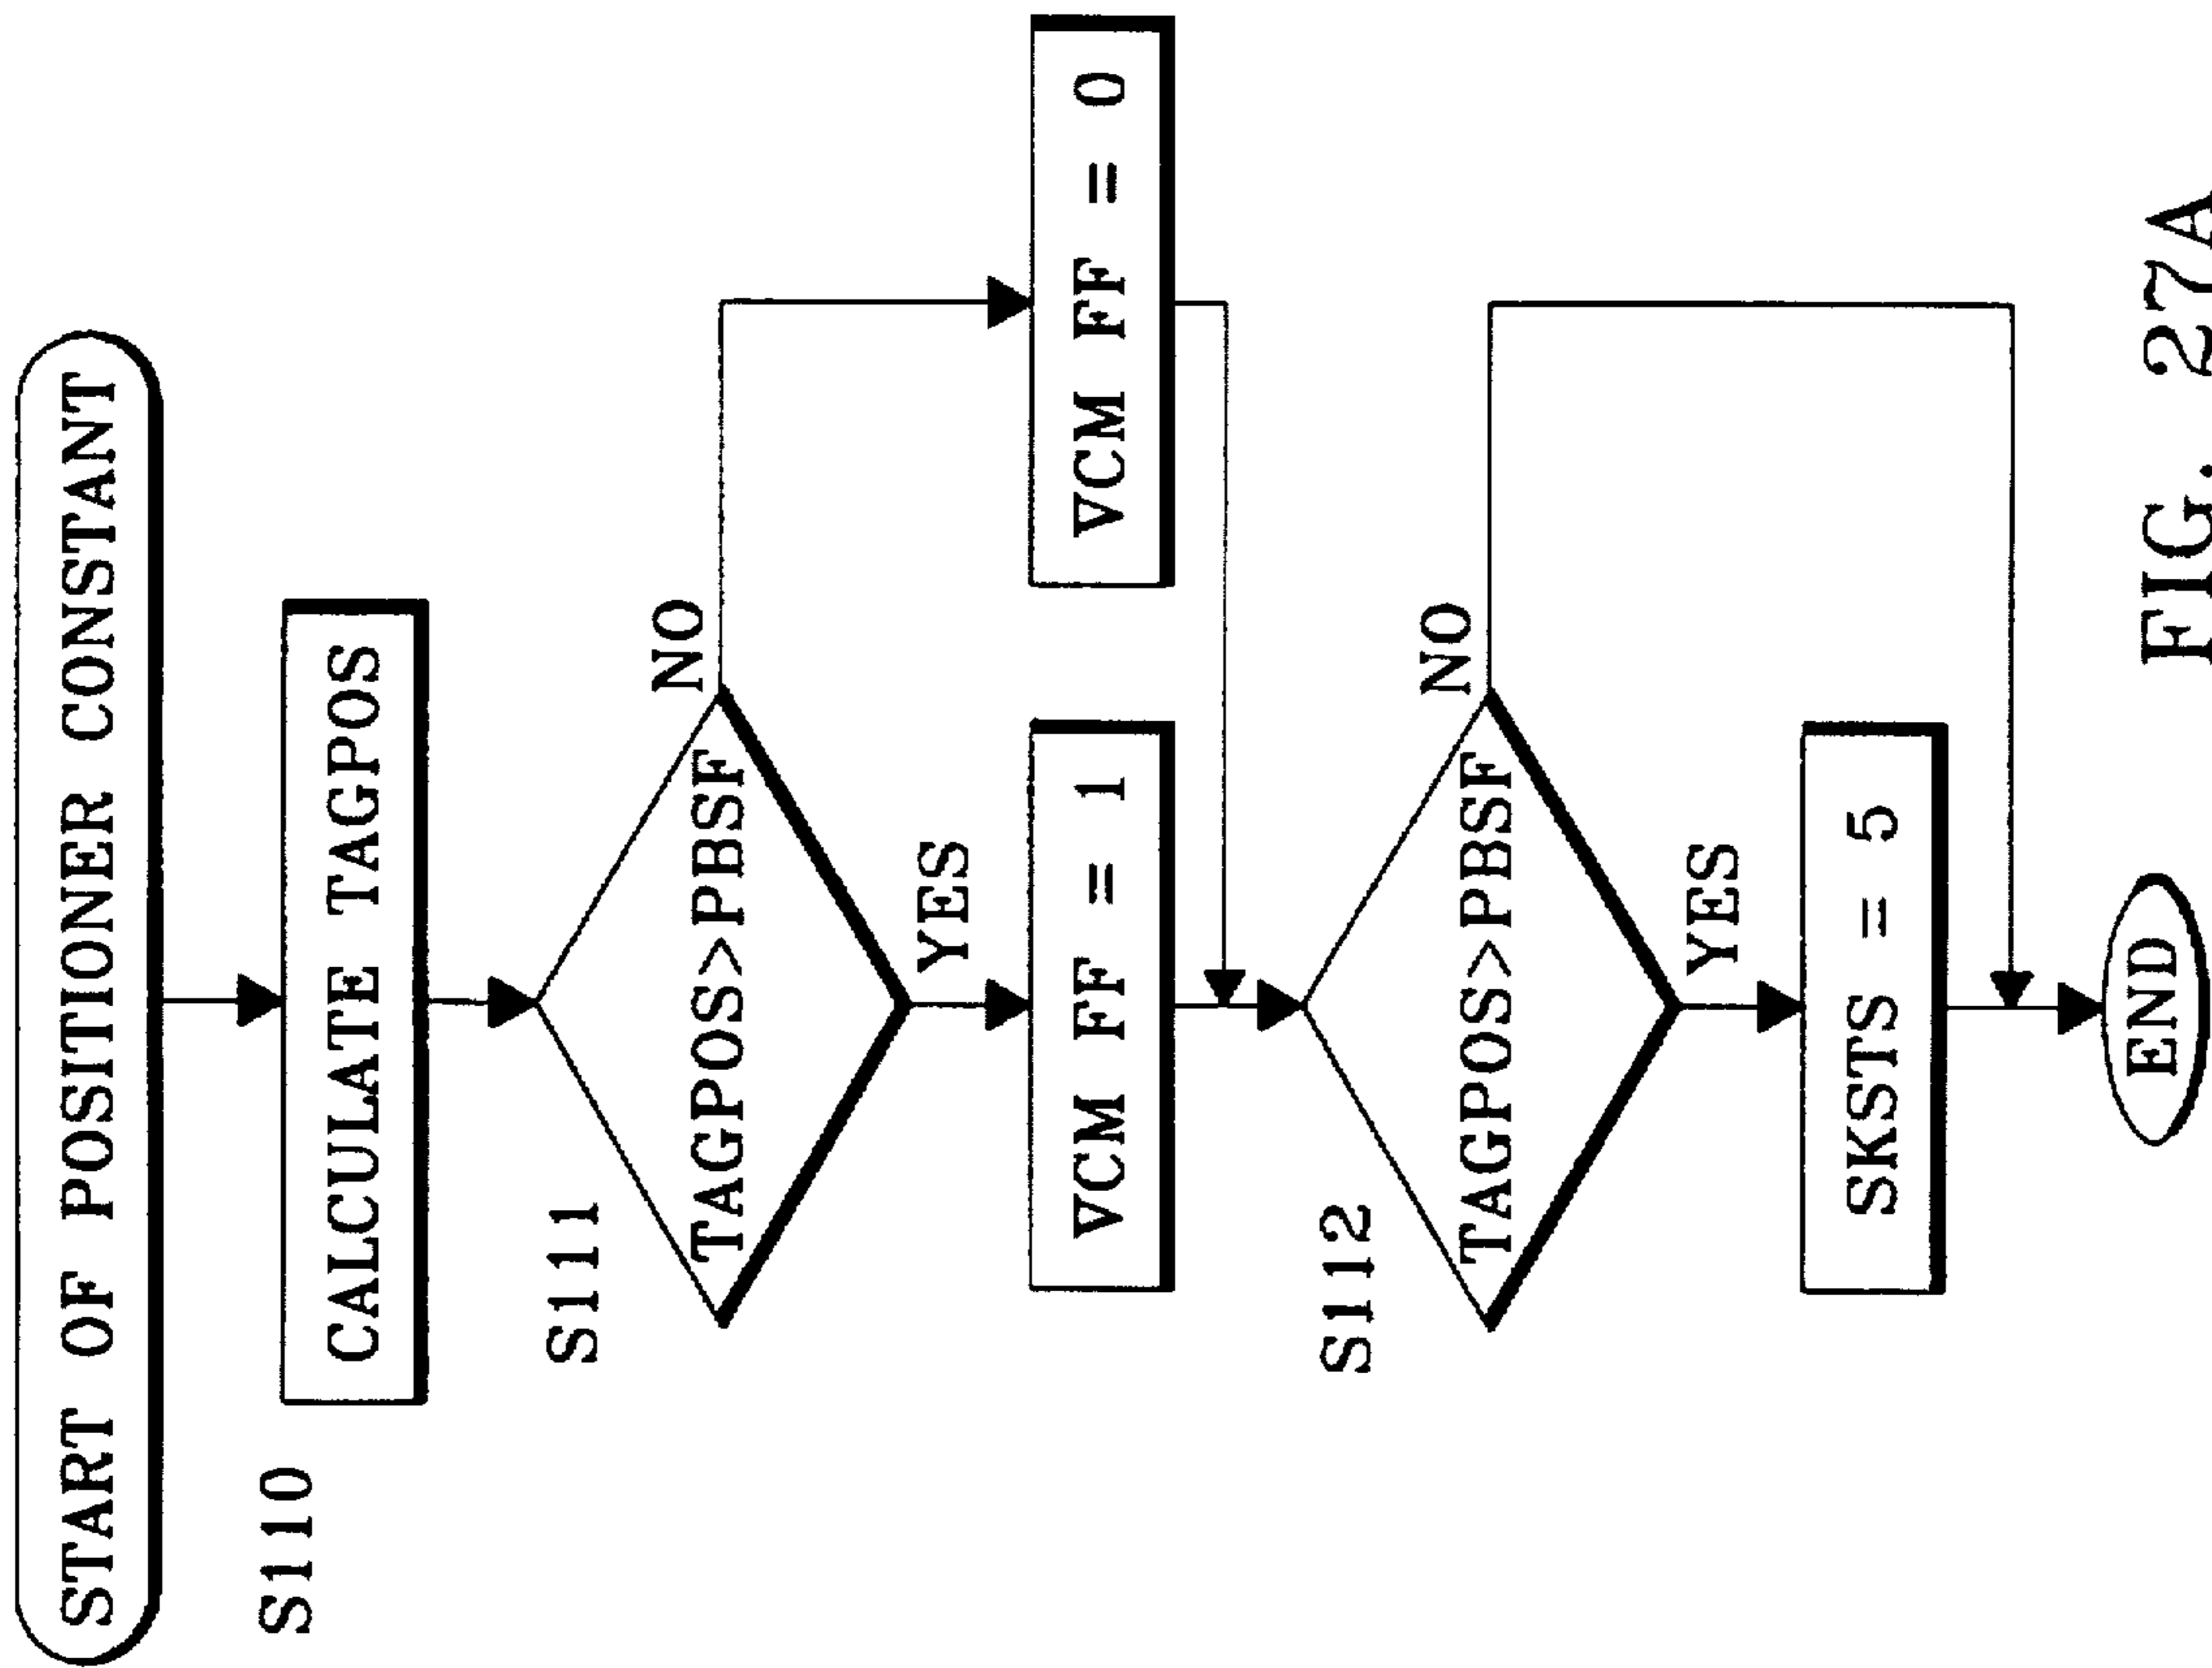 START OF POSITIONER CONSTANT
S110
CALCULATE TAGPOS
S111
TAGPOS>PBSF
NO
YES
VCM FF = 1
VCM FF = 0
S112
TAGPOS>PBSF
NO
YES
SKSTS = 5
END
FIG. 27A